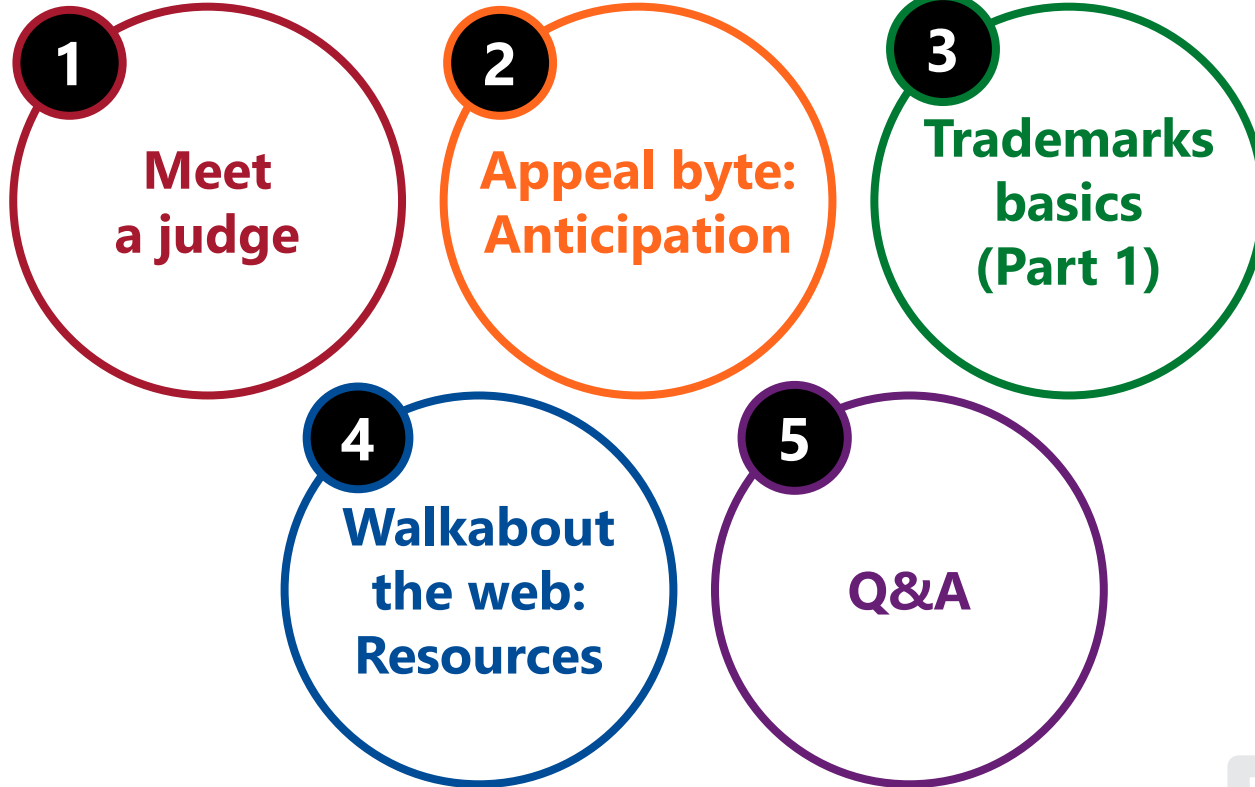 1
Meet
a judge
2
Appeal byte:
Anticipation
3
Trademarks
basics
(Part 1)
4
Walkabout
the web:
Resources
5
Q&A